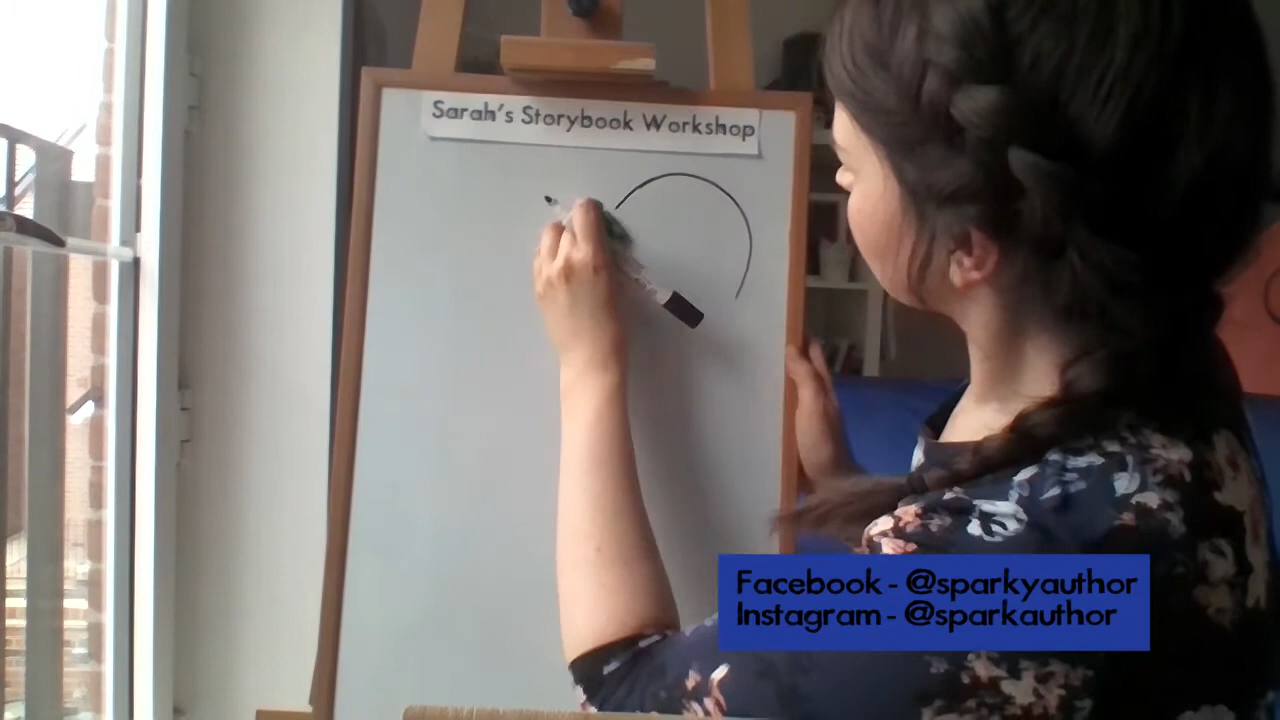 Sarah's Storybook Workshop
Facebook - @sparkyauthor
Instagram - @sparkauthor